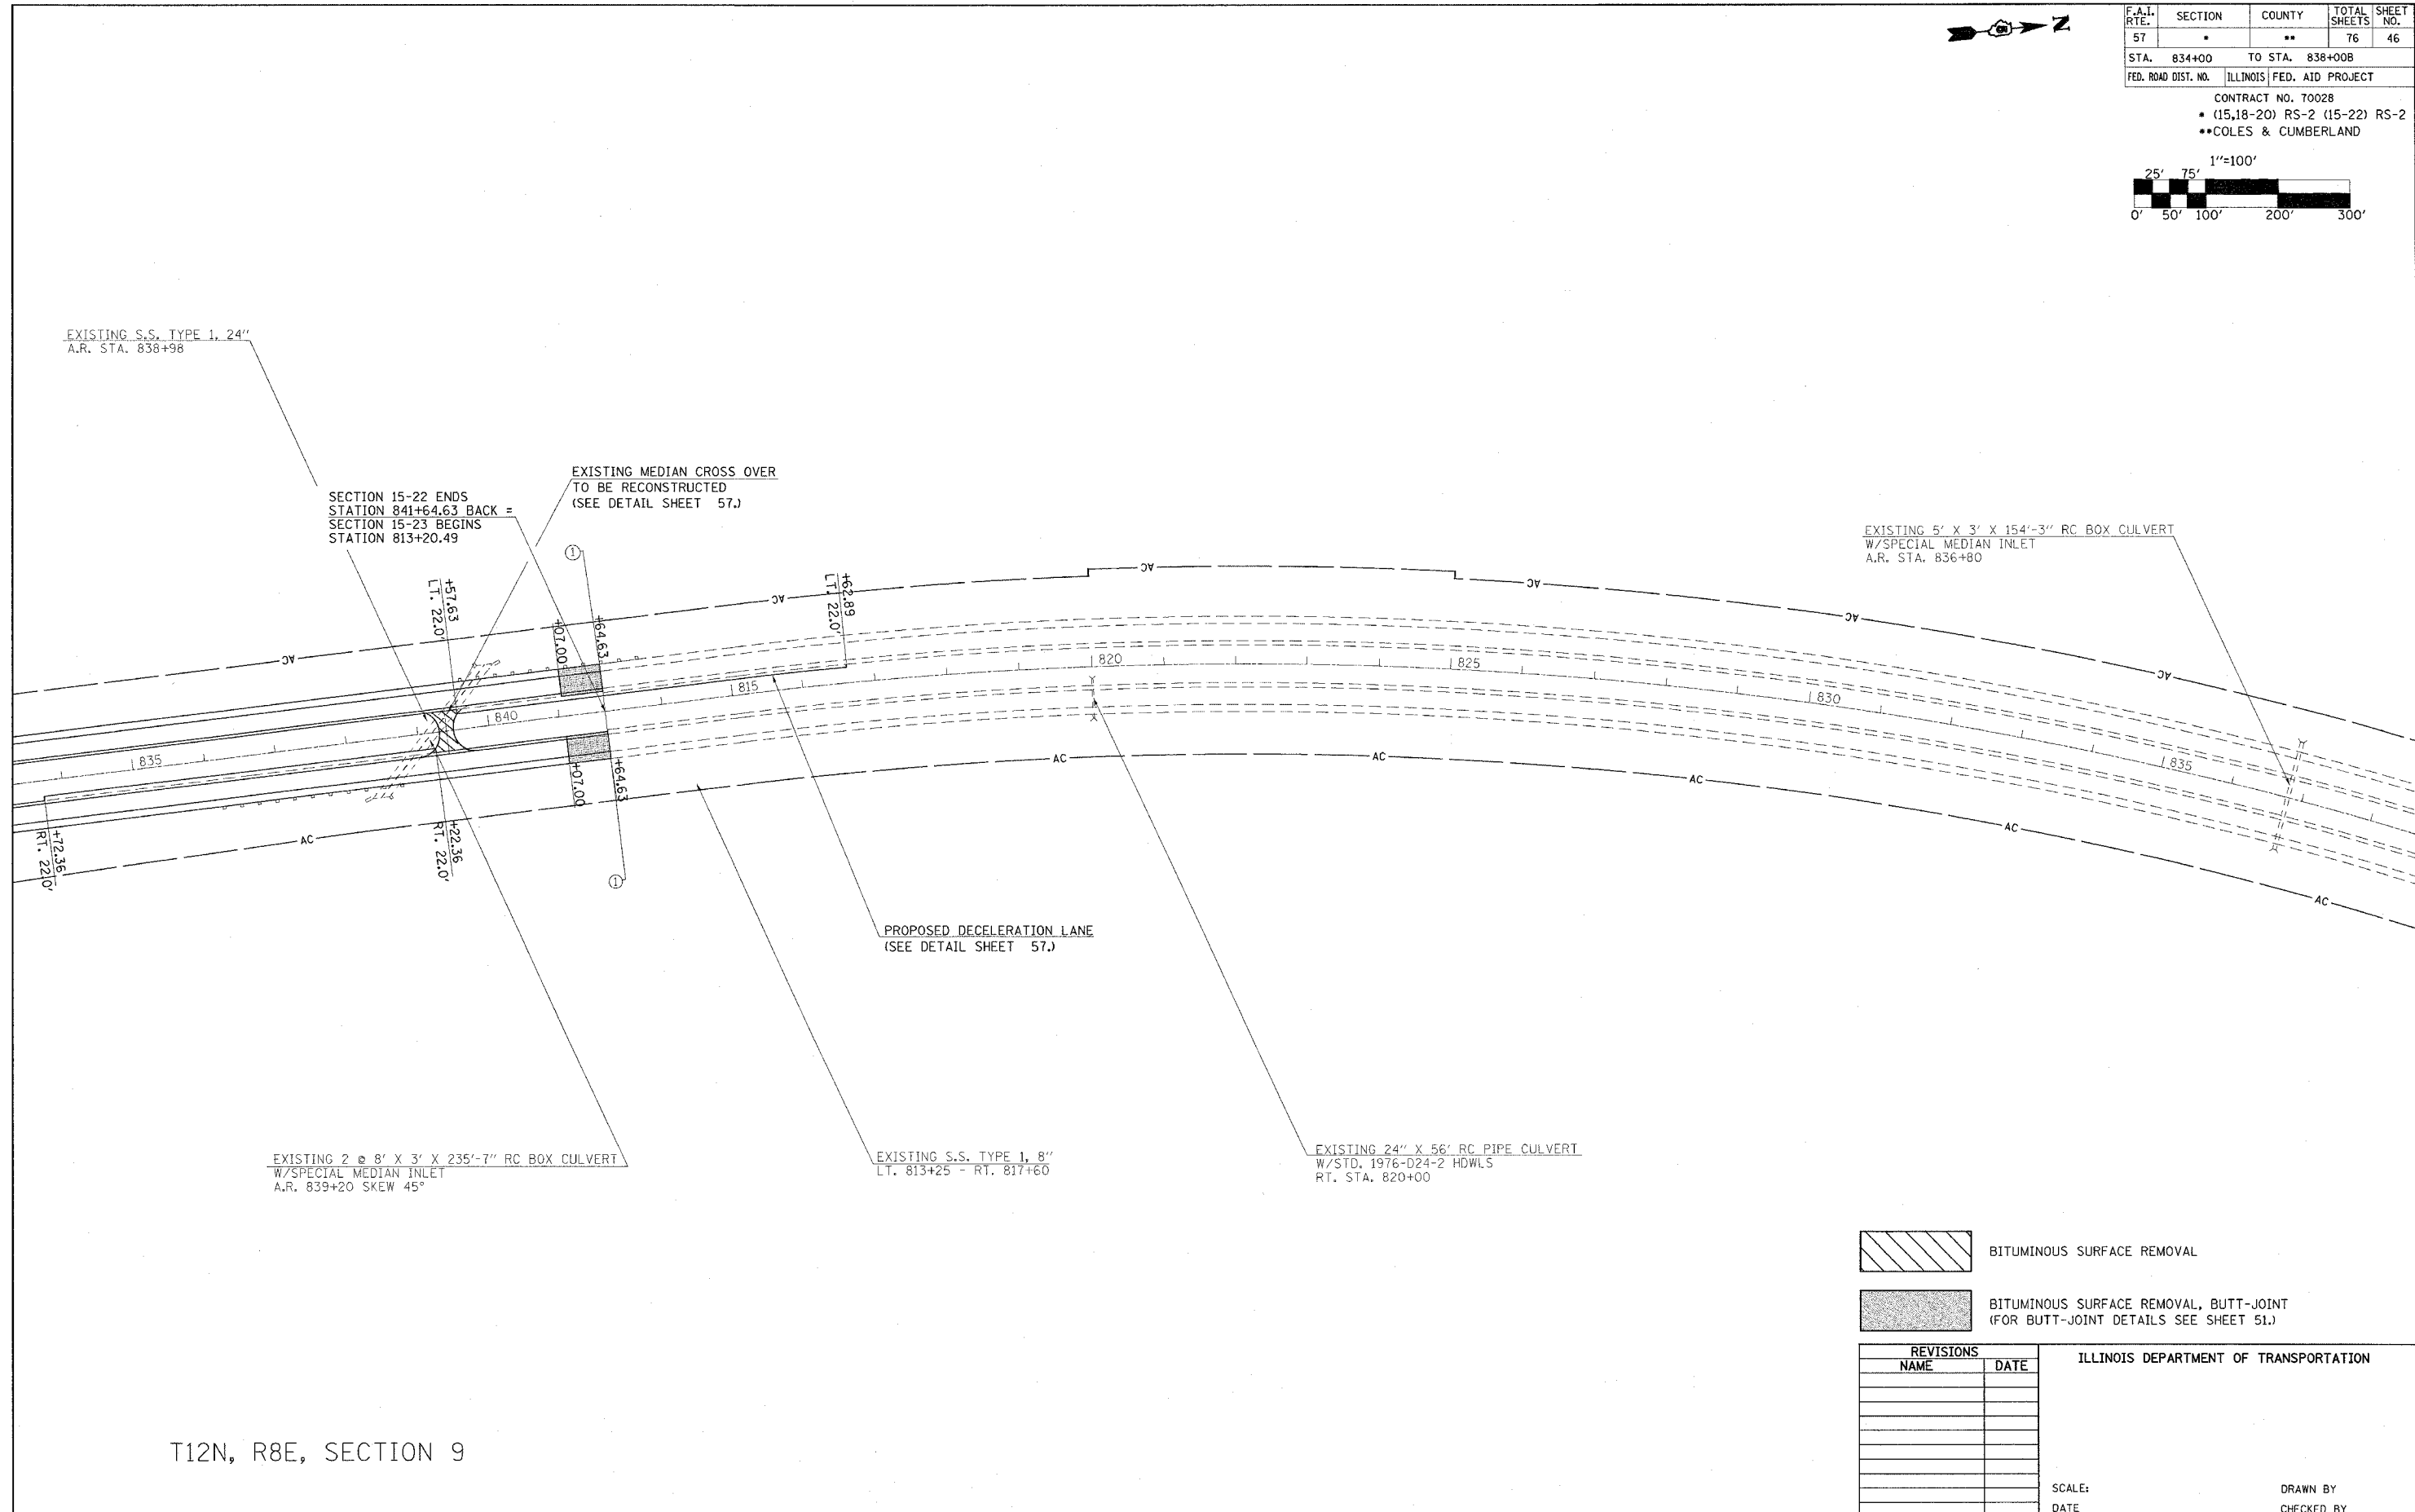 N
F.A.I. RTE. SECTION COUNTY TOTAL SHEETS SHEET NO.
57 * ** 76 46
STA. 834+00 TO STA. 838+00B
FED. ROAD DIST. NO. ILLINOIS FED. AID PROJECT
CONTRACT NO. 70028
* (15,18-20) RS-2 (15-22) RS-2
**COLES & CUMBERLAND
1"=100'
25' 75'
0' 50' 100' 200' 300'
EXISTING S.S. TYPE 1, 24"
A.R. STA. 838+98
SECTION 15-22 ENDS
STATION 841+64.63 BACK =
SECTION 15-23 BEGINS
STATION 813+20.49
EXISTING MEDIAN CROSS OVER
TO BE RECONSTRUCTED
(SEE DETAIL SHEET 57.)
EXISTING 5' X 3' X 154'-3" RC BOX CULVERT
W/SPECIAL MEDIAN INLET
A.R. STA. 836+80
1
+57.63
LT. 22.0'
+07.00
+64.63
+62.89
LT. 22.0'
AC
AC
AC
AC
AC
AC
835
840
815
820
825
830
835
+72.36
RT. 22.0'
+22.36
RT. 22.0'
+07.00
+64.63
1
AC
AC
AC
AC
AC
AC
PROPOSED DECELERATION LANE
(SEE DETAIL SHEET 57.)
EXISTING 2 @ 8' X 3' X 235'-7" RC BOX CULVERT
W/SPECIAL MEDIAN INLET
A.R. 839+20 SKEW 45°
EXISTING S.S. TYPE 1, 8"
LT. 813+25 - RT. 817+60
EXISTING 24" X 56' RC PIPE CULVERT
W/STD. 1976-D24-2 HDWLS
RT. STA. 820+00
BITUMINOUS SURFACE REMOVAL
BITUMINOUS SURFACE REMOVAL, BUTT-JOINT
(FOR BUTT-JOINT DETAILS SEE SHEET 51.)
REVISIONS
NAME DATE
ILLINOIS DEPARTMENT OF TRANSPORTATION
SCALE: DRAWN BY
DATE CHECKED BY
T12N, R8E, SECTION 9